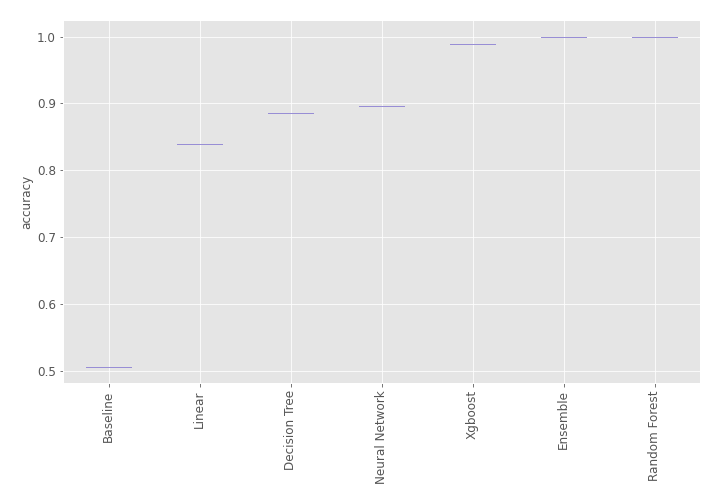 1.0
0.9
0.8
0.7
0.6
0.5
accuracy
Baseline
Linear
Decision Tree
Neural Network
Xgboost
Ensemble
Random Forest